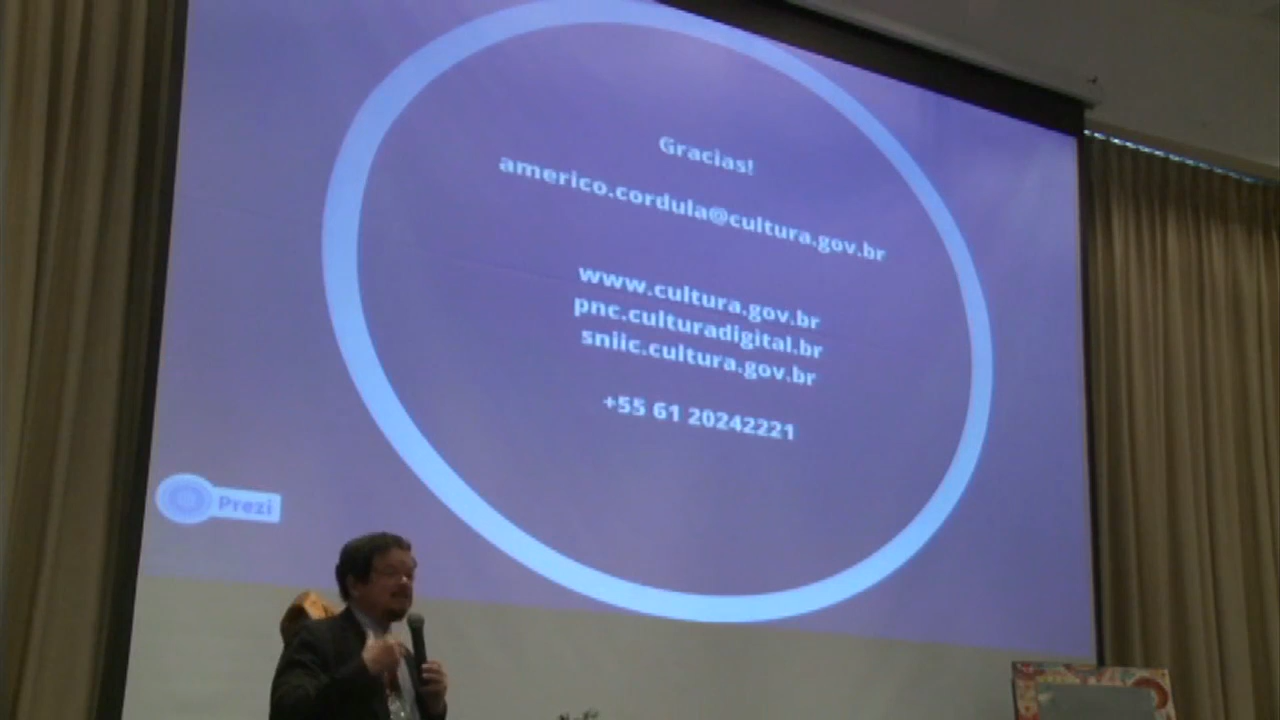 Gracias!
americo.cordula@cultura.gov.br
www.cultura.gov.br
pnc.culturadigital.br
sniic.cultura.gov.br
+55 61 20242221
Prezi